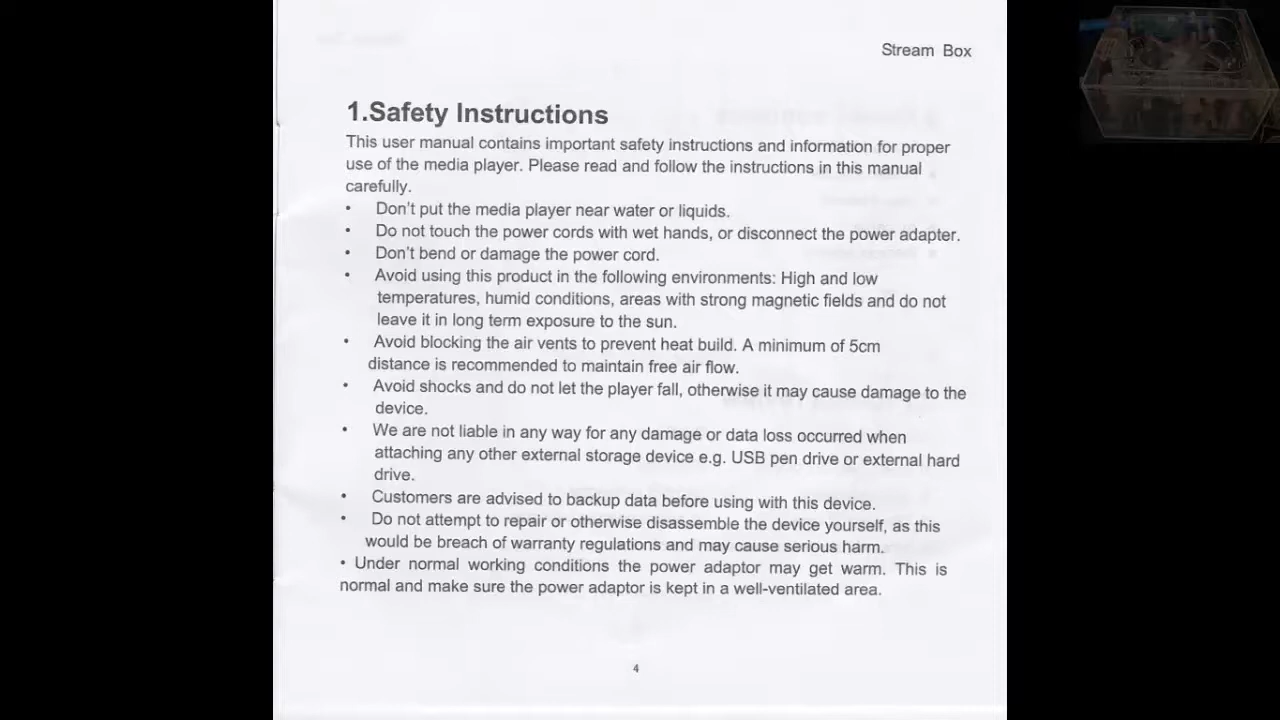 Stream Box
1.Safety Instructions
This user manual contains important safety instructions and information for proper
use of the media player. Please read and follow the instructions in this manual
carefully.
• Don't put the media player near water or liquids.
• Do not touch the power cords with wet hands, or disconnect the power adapter.
• Don't bend or damage the power cord.
• Avoid using this product in the following environments: High and low
temperatures, humid conditions, areas with strong magnetic fields and do not
leave it in long term exposure to the sun.
• Avoid blocking the air vents to prevent heat build. A minimum of 5cm
distance is recommended to maintain free air flow.
• Avoid shocks and do not let the player fall, otherwise it may cause damage to the
device.
• We are not liable in any way for any damage or data loss occurred when
attaching any other external storage device e.g. USB pen drive or external hard
drive.
• Customers are advised to backup data before using with this device.
• Do not attempt to repair or otherwise disassemble the device yourself, as this
would be breach of warranty regulations and may cause serious harm.
• Under normal working conditions the power adaptor may get warm. This is
normal and make sure the power adaptor is kept in a well-ventilated area.
4